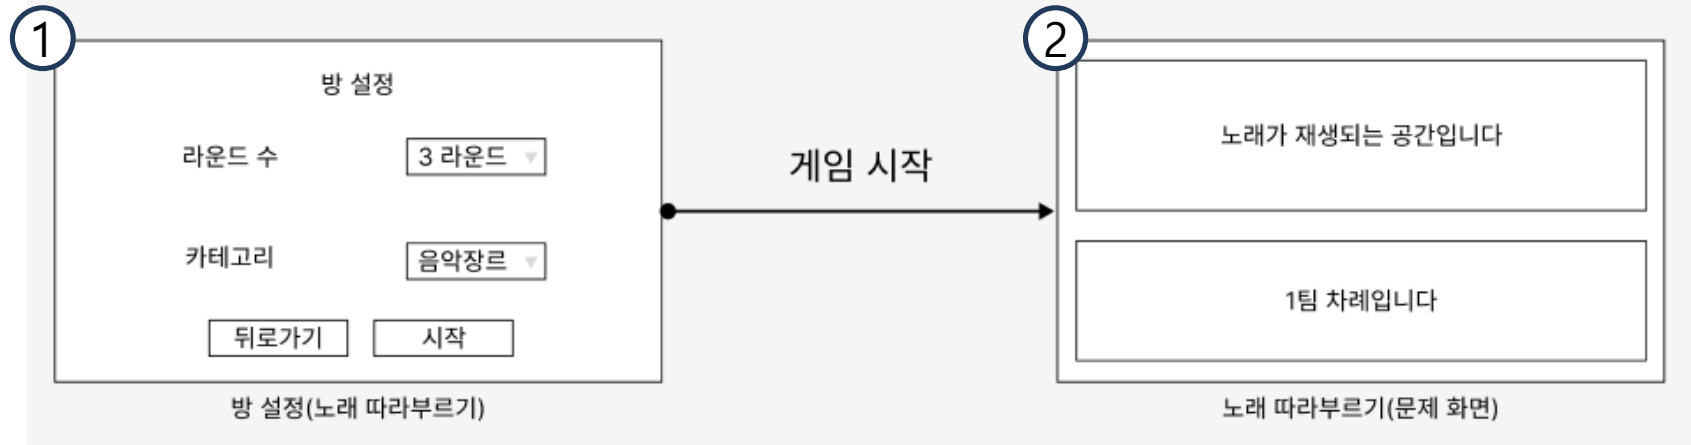 1
방 설정
라운드 수
3 라운드
카테고리
음악장르
뒤로가기
시작
방 설정(노래 따라부르기)
게임 시작
2
노래가 재생되는 공간입니다
1팀 차례입니다
노래 따라부르기(문제 화면)